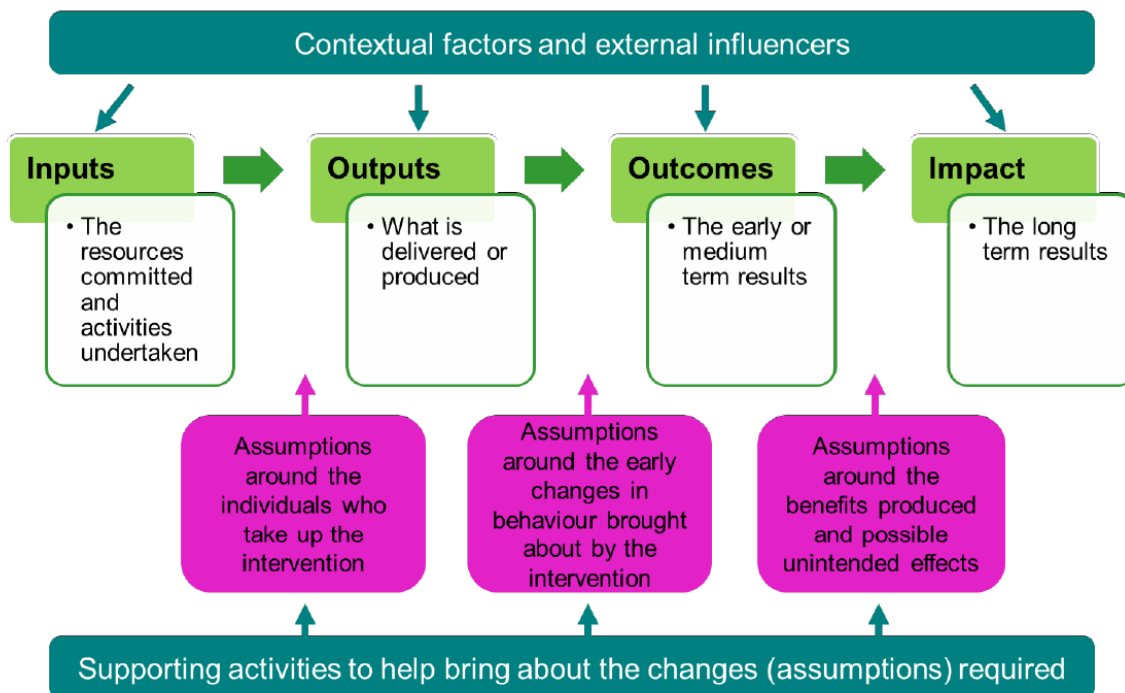 Contextual factors and external influencers
Inputs
• The
resources
committed
and
activities
undertaken
Outputs
• What is
delivered or
produced
Outcomes
• The early or
medium
term results
Impact
• The long
term results
Assumptions
around the
individuals who
take up the
intervention
Assumptions
around the early
changes in
behaviour brought
about by the
intervention
Assumptions
around the
benefits produced
and possible
unintended effects
Supporting activities to help bring about the changes (assumptions) required